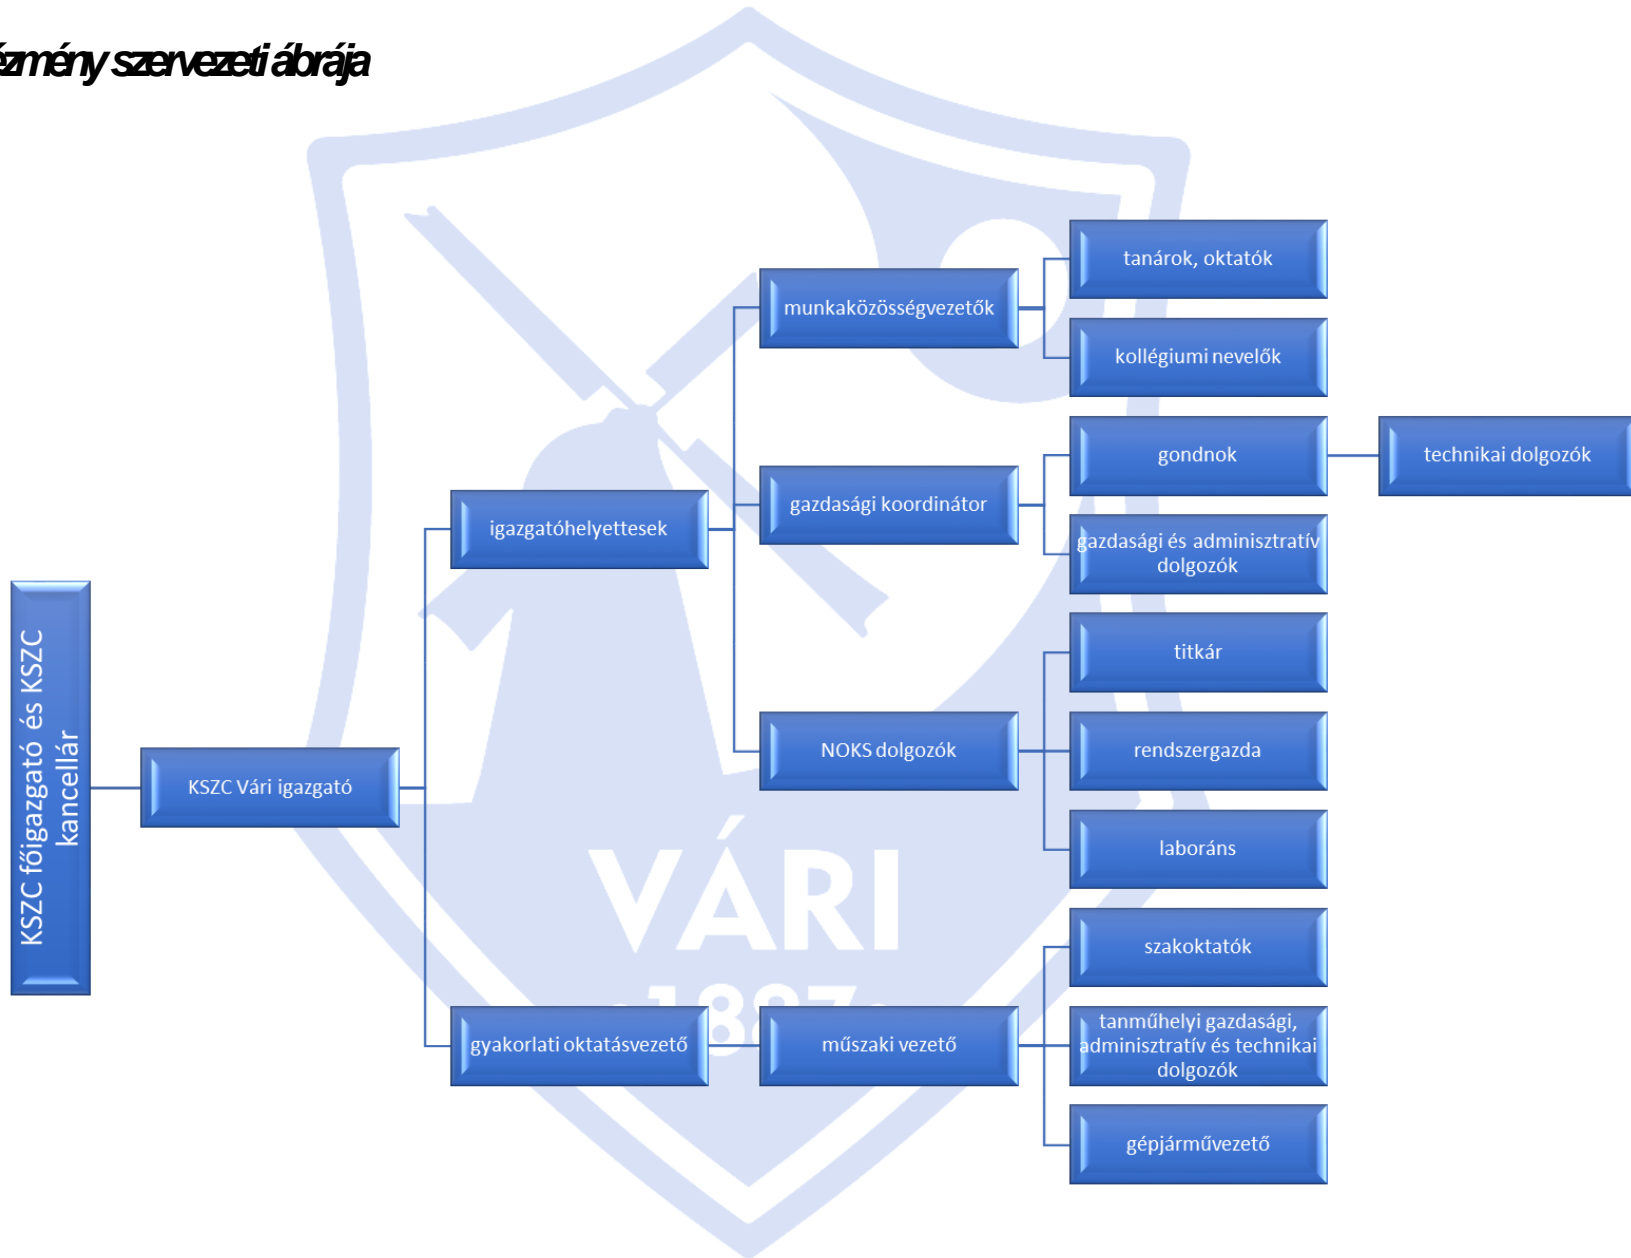 szervezeti ábrája
KSZC főigazgató és KSZC
kancellár
KSZC Vári igazgató
igazgatóhelyettesek
munkaközösségvezetők
tanárok, oktatók
kollégiumi nevelők
gazdasági koordinátor
gondnok
technikai dolgozók
gazdasági és adminisztratív
dolgozók
NOKS dolgozók
titkár
rendszergazda
laboráns
gyakorlati oktatásvezető
műszaki vezető
szakoktatók
tanműhelyi gazdasági,
adminisztratív és technikai
dolgozók
gépjárművezető
VÁRI
•1887•